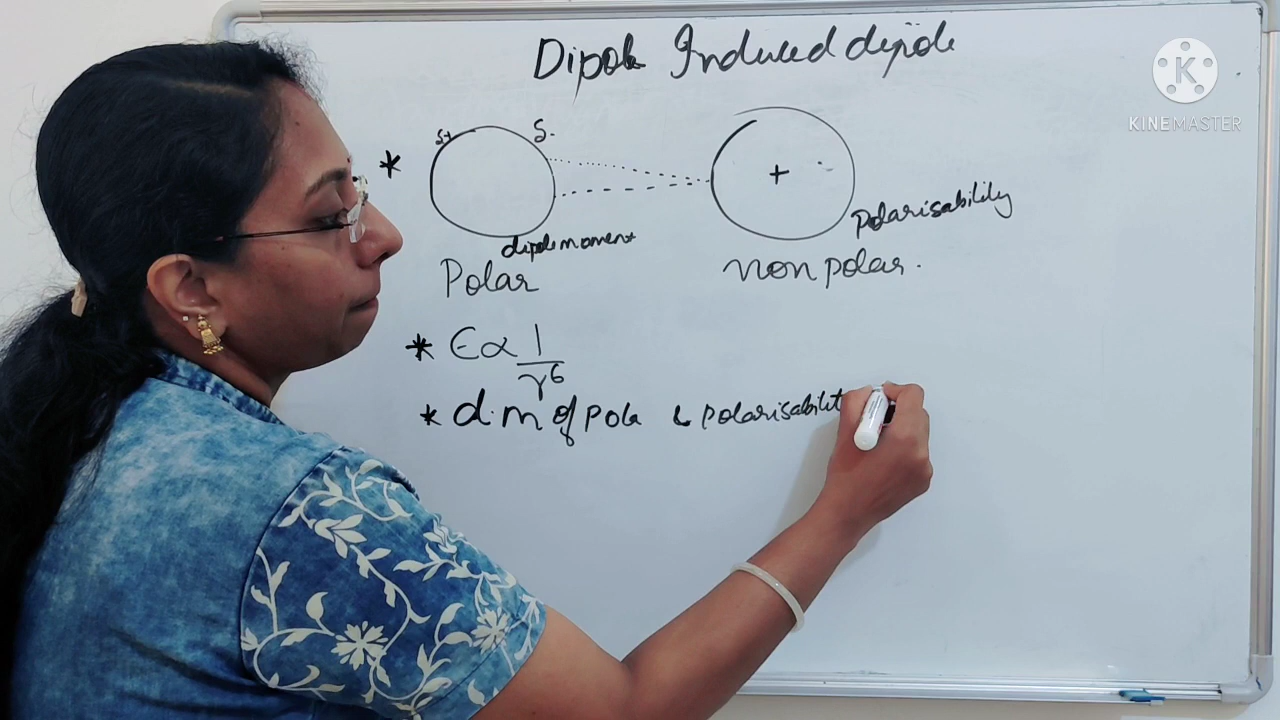 Dipole Induced dipole
KINEMASTER
* δ+ δ- +
dipole moment
Polarisability
Polar
non polar.
* E ∝ 1/r⁶
* d.m of pola & polarisabilit